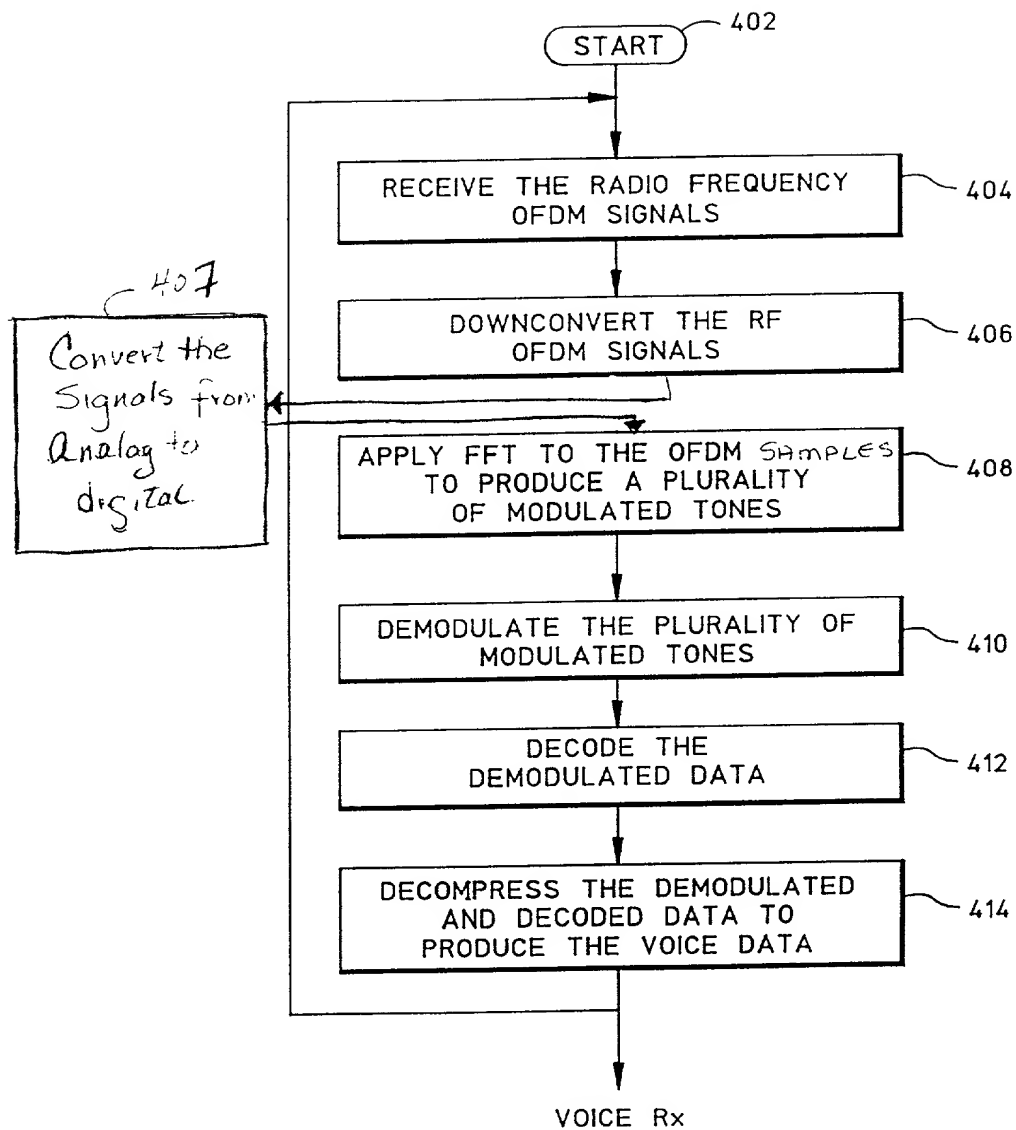 402
START
RECEIVE THE RADIO FREQUENCY
OFDM SIGNALS
404
407
Convert the
Signals from
Analog to
digital.
DOWNCONVERT THE RF
OFDM SIGNALS
406
APPLY FFT TO THE OFDM SAMPLES
TO PRODUCE A PLURALITY
OF MODULATED TONES
408
DEMODULATE THE PLURALITY OF
MODULATED TONES
410
DECODE THE
DEMODULATED DATA
412
DECOMPRESS THE DEMODULATED
AND DECODED DATA TO
PRODUCE THE VOICE DATA
414
VOICE Rx